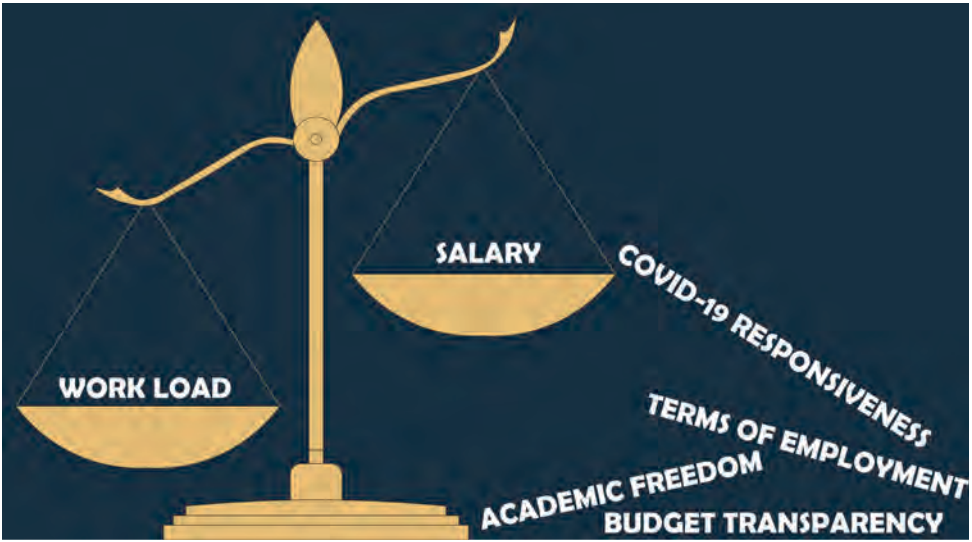 SALARY
COVID-19 RESPONSIVENESS
WORK LOAD
TERMS OF EMPLOYMENT
ACADEMIC FREEDOM
BUDGET TRANSPARENCY